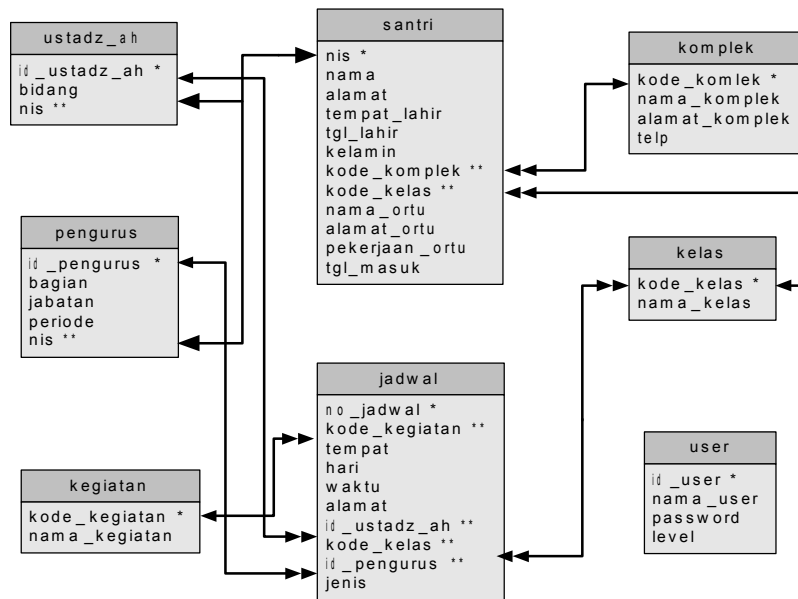 ustadz_ah
id_ustadz_ah *
bidang
nis **
santri
nis *
nama
alamat
tempat_lahir
tgl_lahir
kelamin
kode_komplek **
kode_kelas **
nama_ortu
alamat_ortu
pekerjaan_ortu
tgl_masuk
komplek
kode_komlek *
nama_komplek
alamat_komplek
telp
pengurus
id_pengurus *
bagian
jabatan
periode
nis **
kelas
kode_kelas *
nama_kelas
jadwal
no_jadwal *
kode_kegiatan **
tempat
hari
waktu
alamat
id_ustadz_ah **
kode_kelas **
id_pengurus **
jenis
kegiatan
kode_kegiatan *
nama_kegiatan
user
id_user *
nama_user
password
level